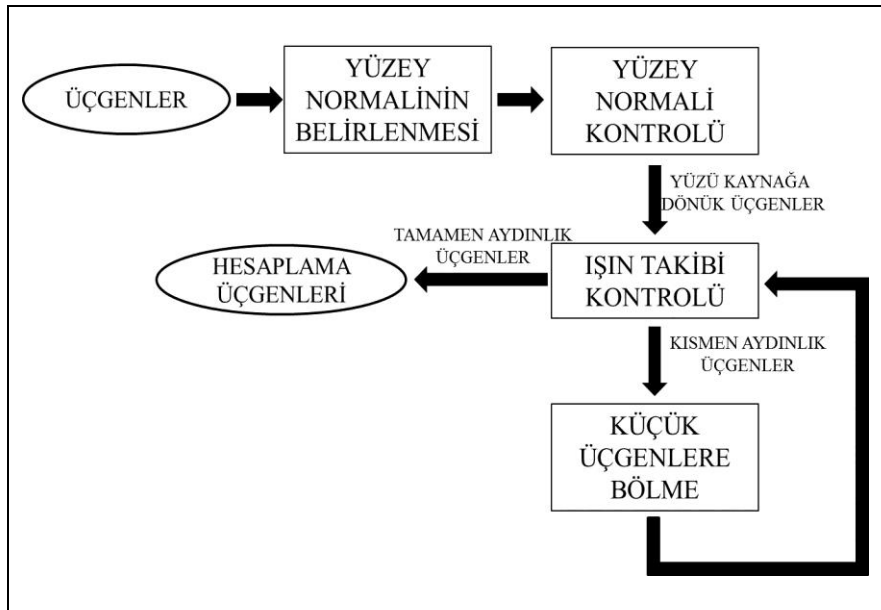 ÜÇGENLER
YÜZEY
NORMALİNİN
BELİRLENMESİ
YÜZEY
NORMALİ
KONTROLÜ
YÜZÜ KAYNAĞA
DÖNÜK ÜÇGENLER
TAMAMEN AYDINLIK
ÜÇGENLER
HESAPLAMA
ÜÇGENLERİ
IŞIN TAKİBİ
KONTROLÜ
KISMEN AYDINLIK
ÜÇGENLER
KÜÇÜK
ÜÇGENLERE
BÖLME